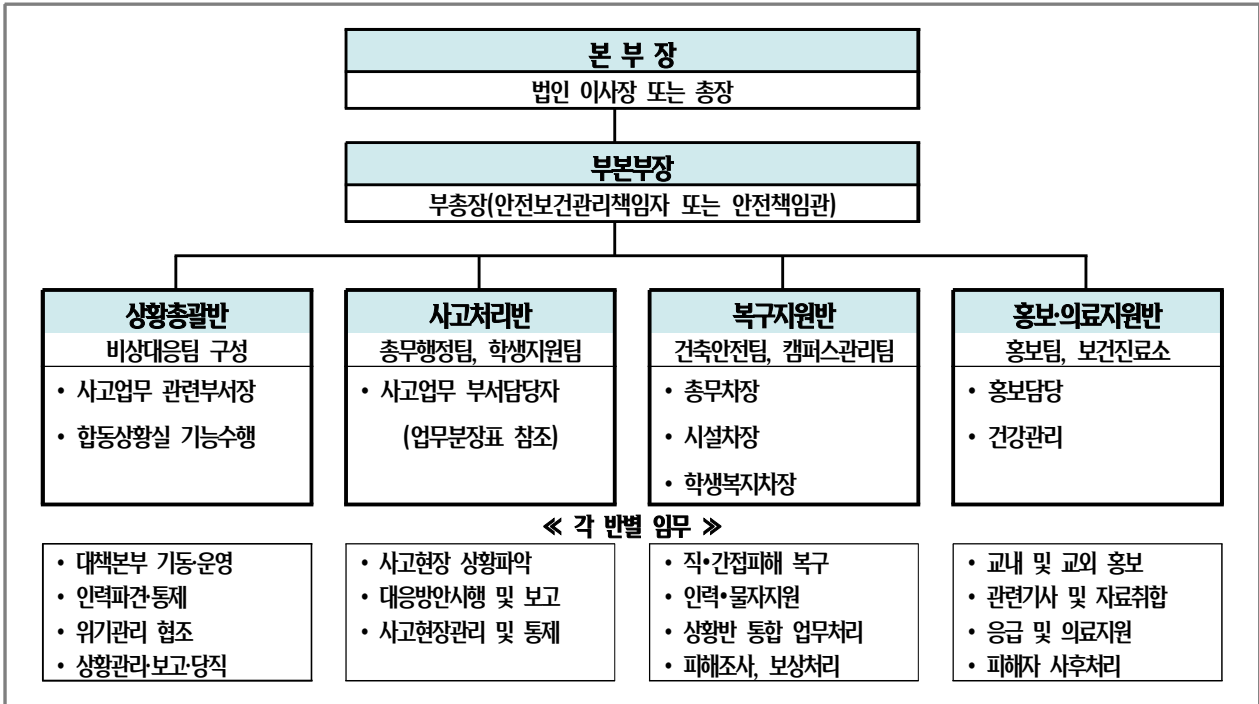 본 부 장
법인 이사장 또는 총장
부본부장
부총장(안전보건관리책임자 또는 안전책임관)
상황총괄반
비상대응팀 구성
• 사고업무 관련부서장
• 합동상황실 기능수행
사고처리반
총무행정팀, 학생지원팀
• 사고업무 부서담당자
(업무분장표 참조)
복구지원반
건축안전팀, 캠퍼스관리팀
• 총무차장
• 시설차장
• 학생복지차장
홍보·의료지원반
홍보팀, 보건진료소
• 홍보담당
• 건강관리
≪ 각 반별 임무 ≫
• 대책본부 기동·운영
• 인력파견·통제
• 위기관리 협조
• 상황관리·보고·당직
• 사고현장 상황파악
• 대응방안시행 및 보고
• 사고현장관리 및 통제
• 직•간접피해 복구
• 인력•물자지원
• 상황반 통합 업무처리
• 피해조사, 보상처리
• 교내 및 교외 홍보
• 관련기사 및 자료취합
• 응급 및 의료지원
• 피해자 사후처리